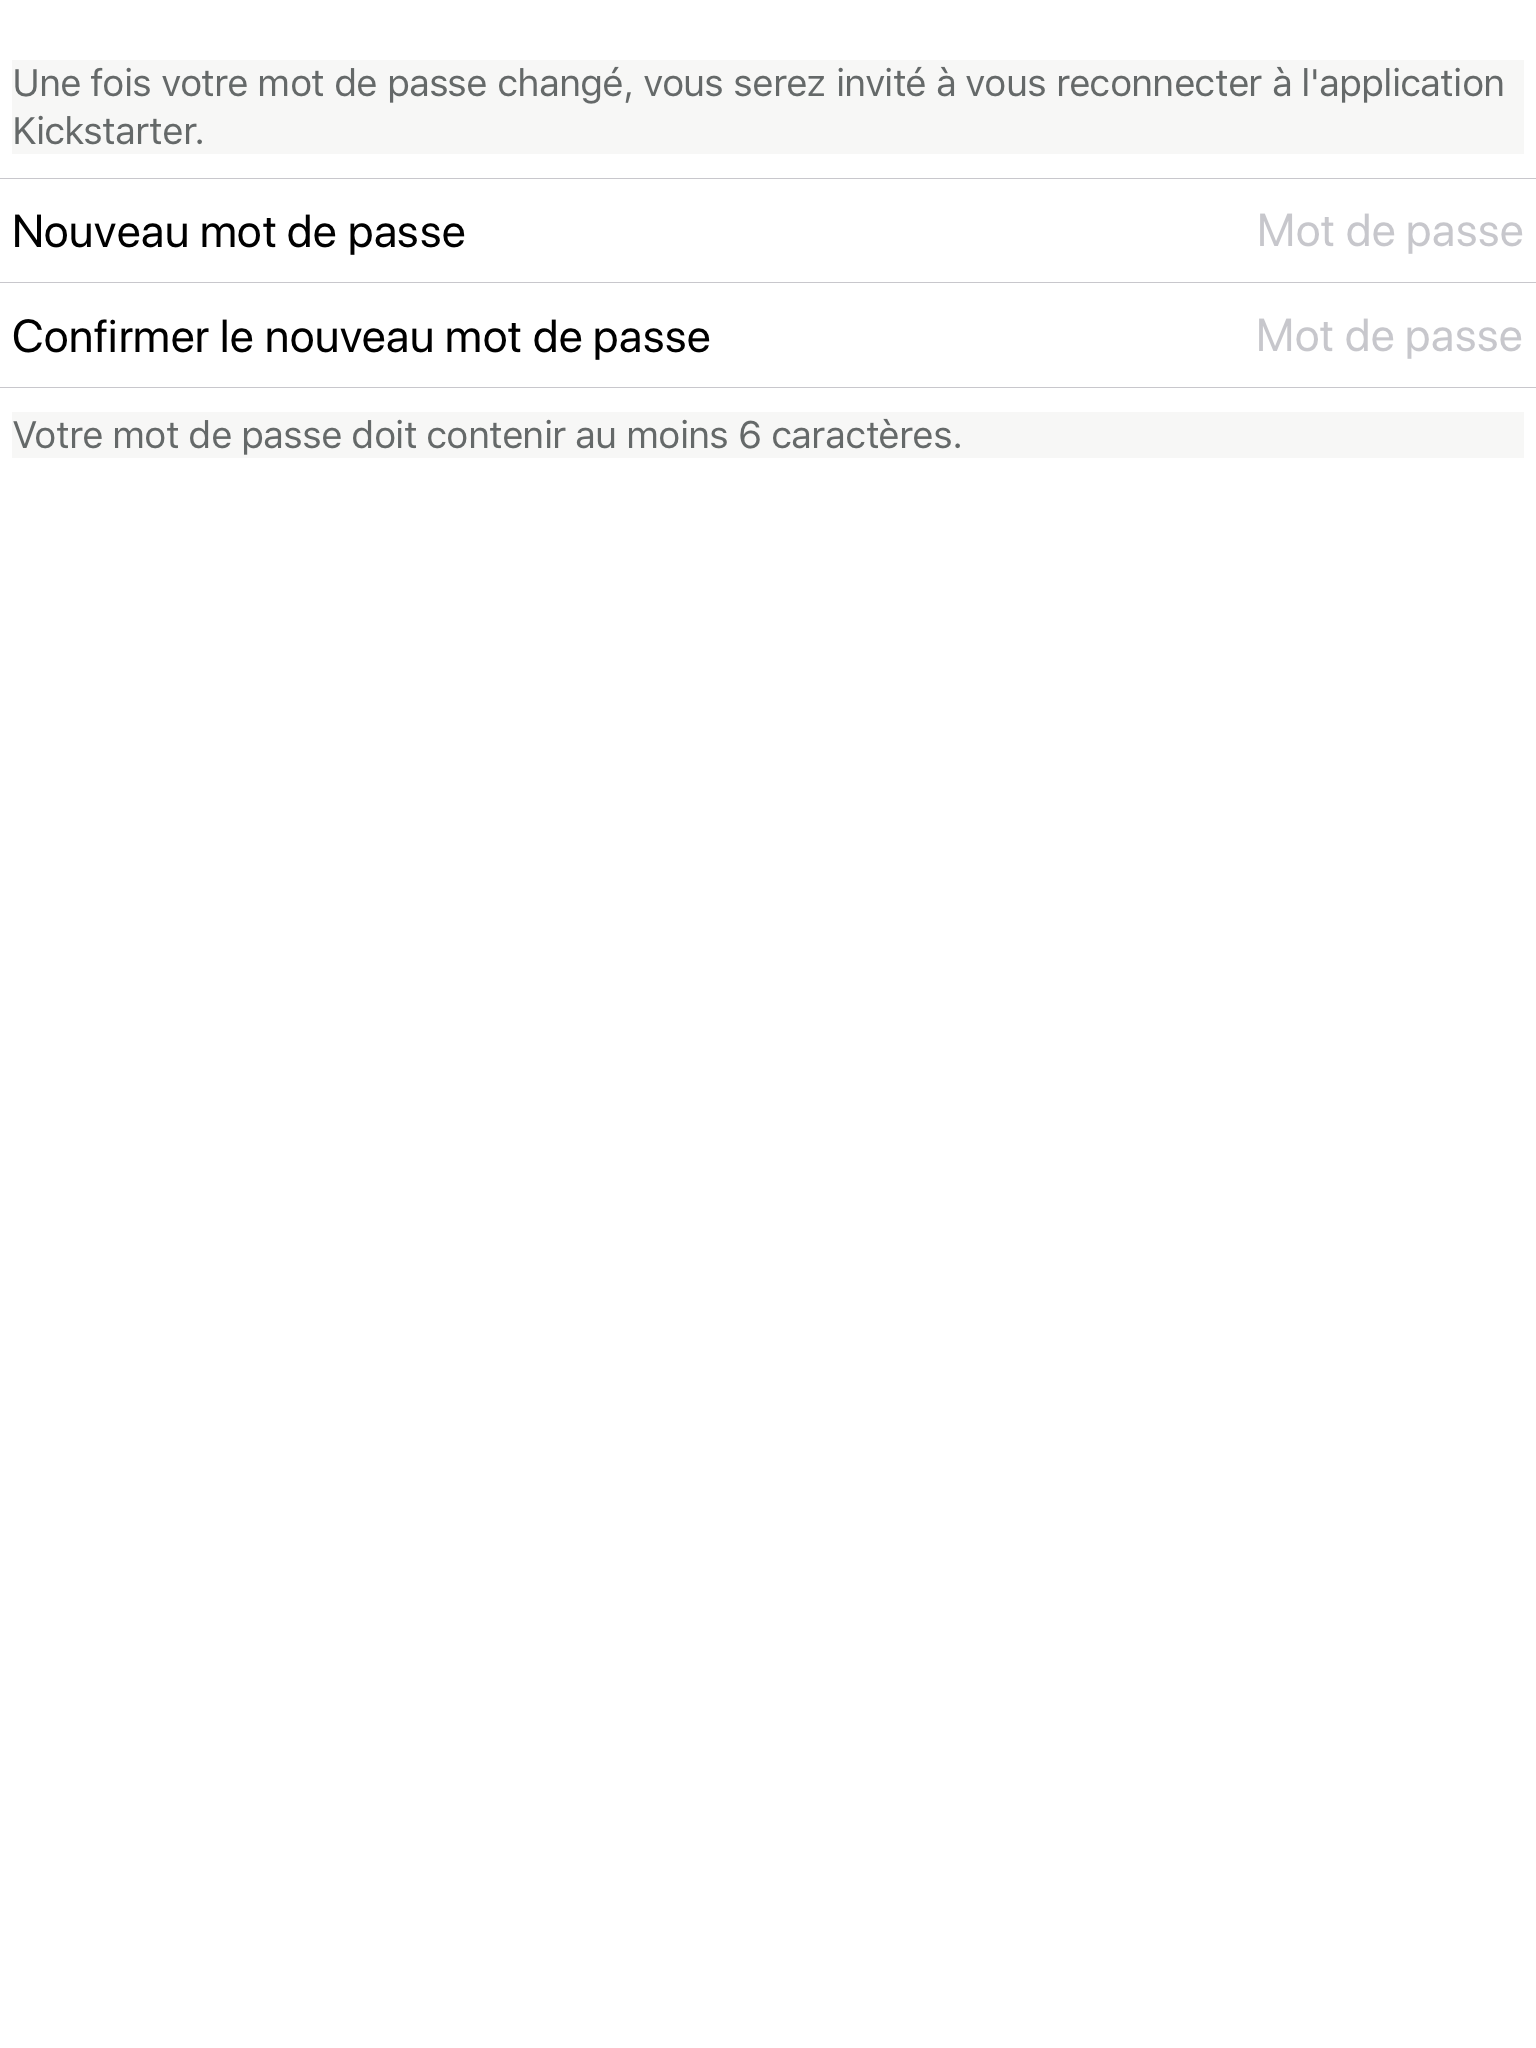 Une fois votre mot de passe changé, vous serez invité à vous reconnecter à l'application
Kickstarter.
Nouveau mot de passe Mot de passe
Confirmer le nouveau mot de passe Mot de passe
Votre mot de passe doit contenir au moins 6 caractères.